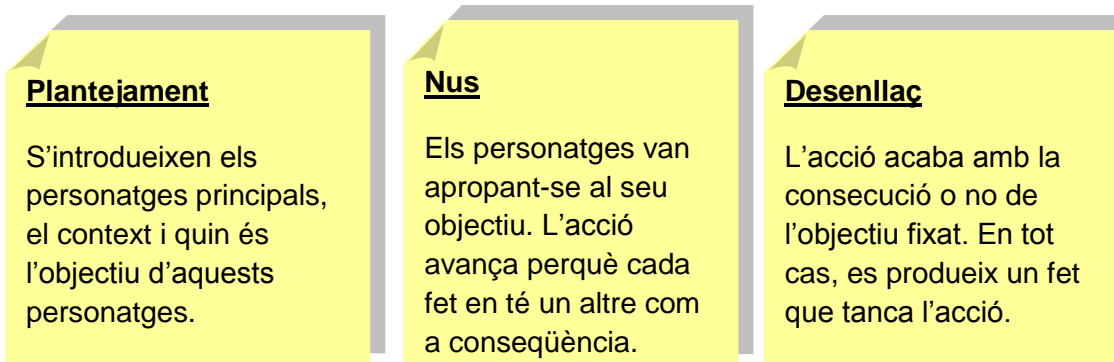 Plantejament
S'introdueixen els
personatges principals,
el context i quin és
l'objectiu d'aquests
personatges.
Nus
Els personatges van
apropant-se al seu
objectiu. L'acció
avança perquè cada
fet en té un altre com
a conseqüència.
Desenllaç
L'acció acaba amb la
consecució o no de
l'objectiu fixat. En tot
cas, es produeix un fet
que tanca l'acció.